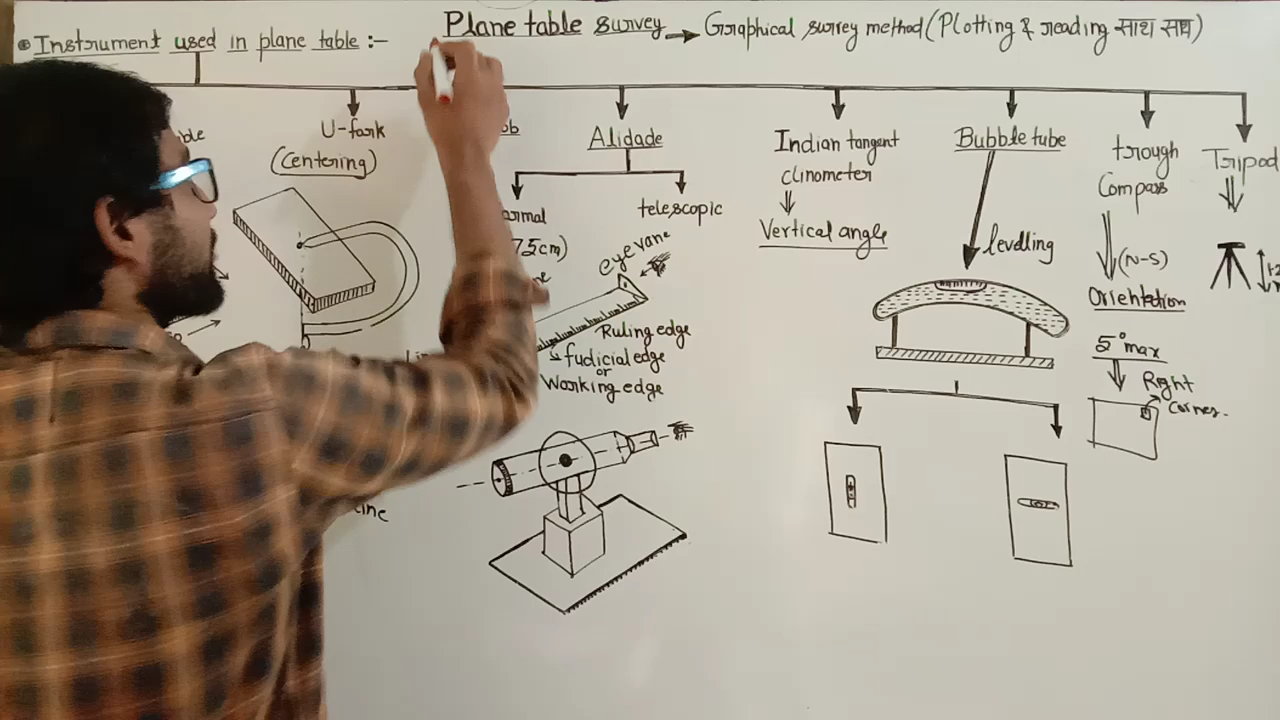 Plane table survey → Graphical survey method (Plotting & reading साथ साथ)
Instrument used in plane table :-
U-fork
(Centering)
Alidade
telescopic
eye vane
Ruling edge
fudicial edge
or
Working edge
Indian tangent
clinometer
Vertical angle
Bubble tube
levelling
trough
Compass
(N-S)
Orientation
5° max
Right
Corner.
Tripod